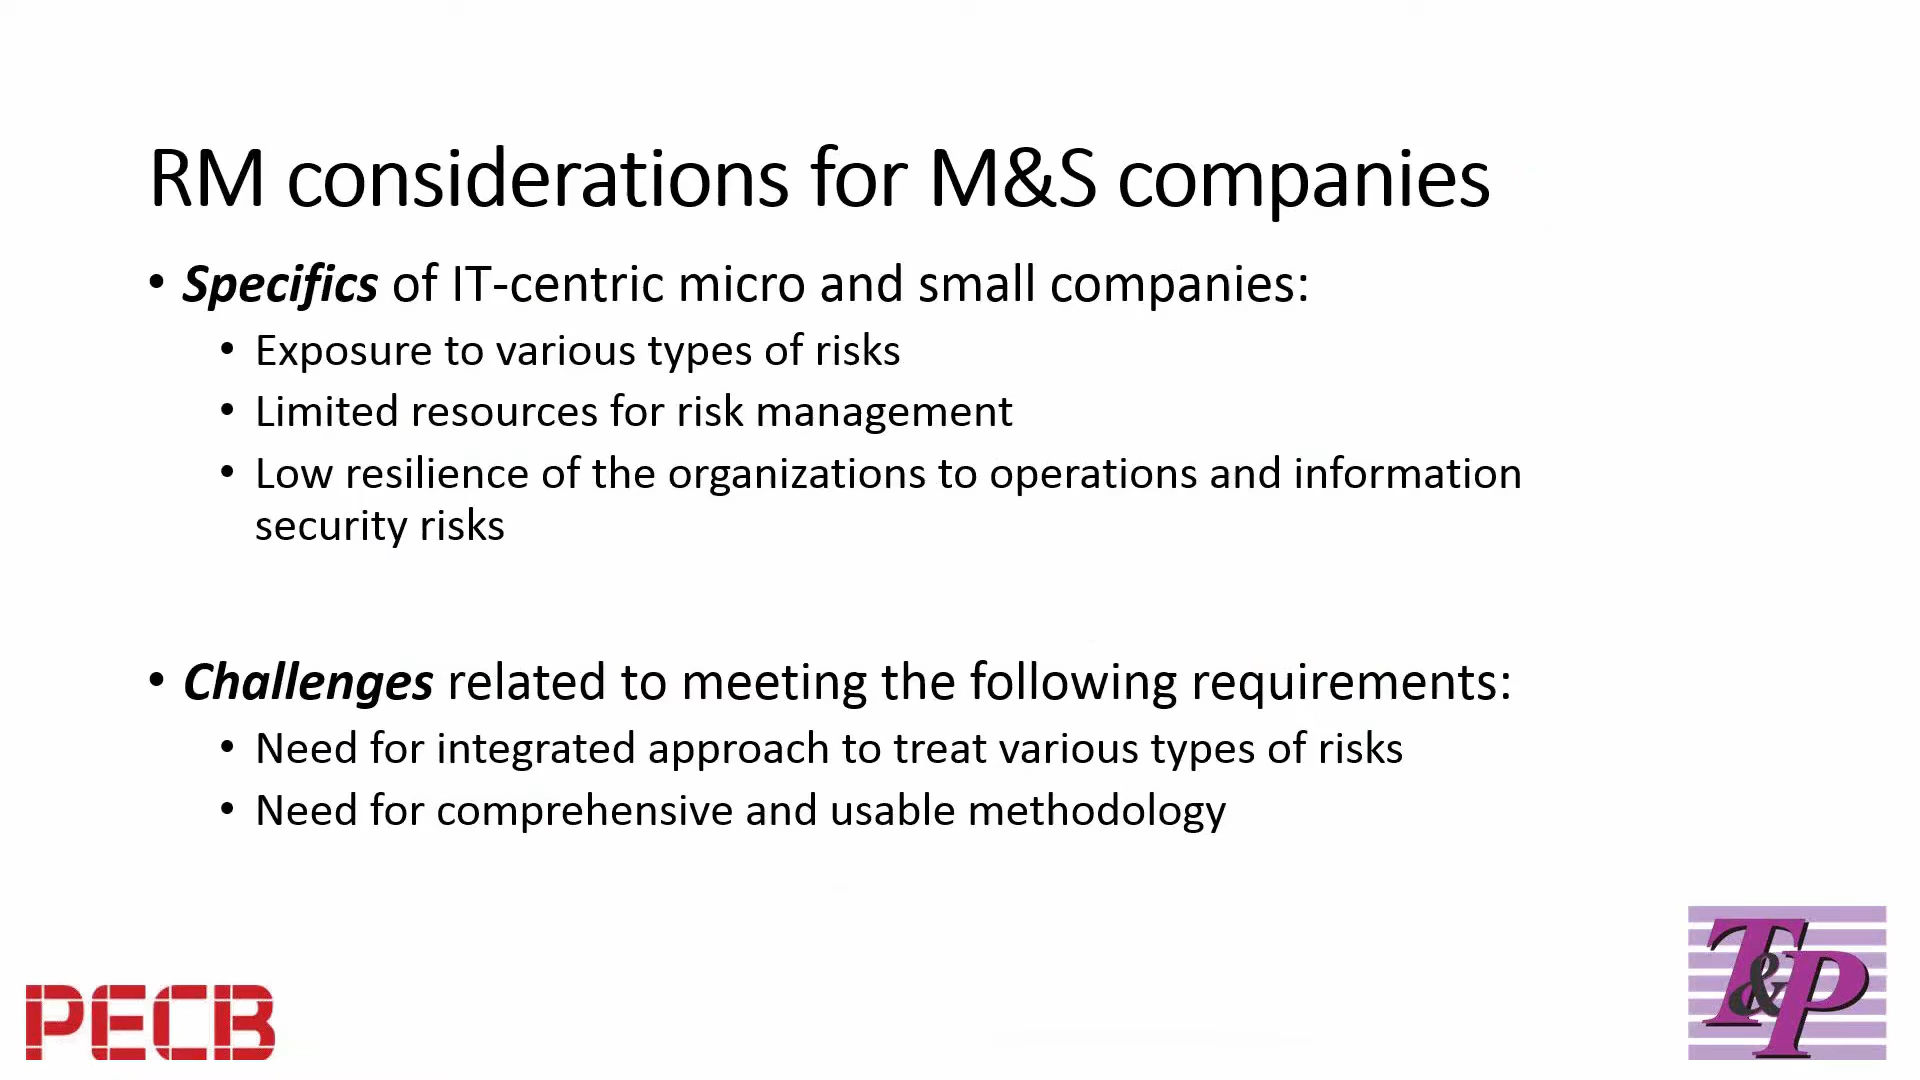 RM considerations for M&S companies
• Specifics of IT-centric micro and small companies:
• Exposure to various types of risks
• Limited resources for risk management
• Low resilience of the organizations to operations and information
security risks
• Challenges related to meeting the following requirements:
• Need for integrated approach to treat various types of risks
• Need for comprehensive and usable methodology
PECB
T&P